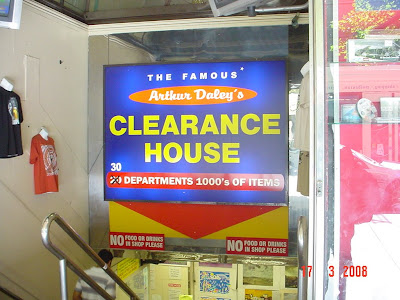 THE FAMOUS*
Arthur Daley's
CLEARANCE
HOUSE
30
20 DEPARTMENTS 1000's OF ITEMS
NO FOOD OR DRINKS IN SHOP PLEASE
NO FOOD OR DRINKS IN SHOP PLEASE
17 3 2008